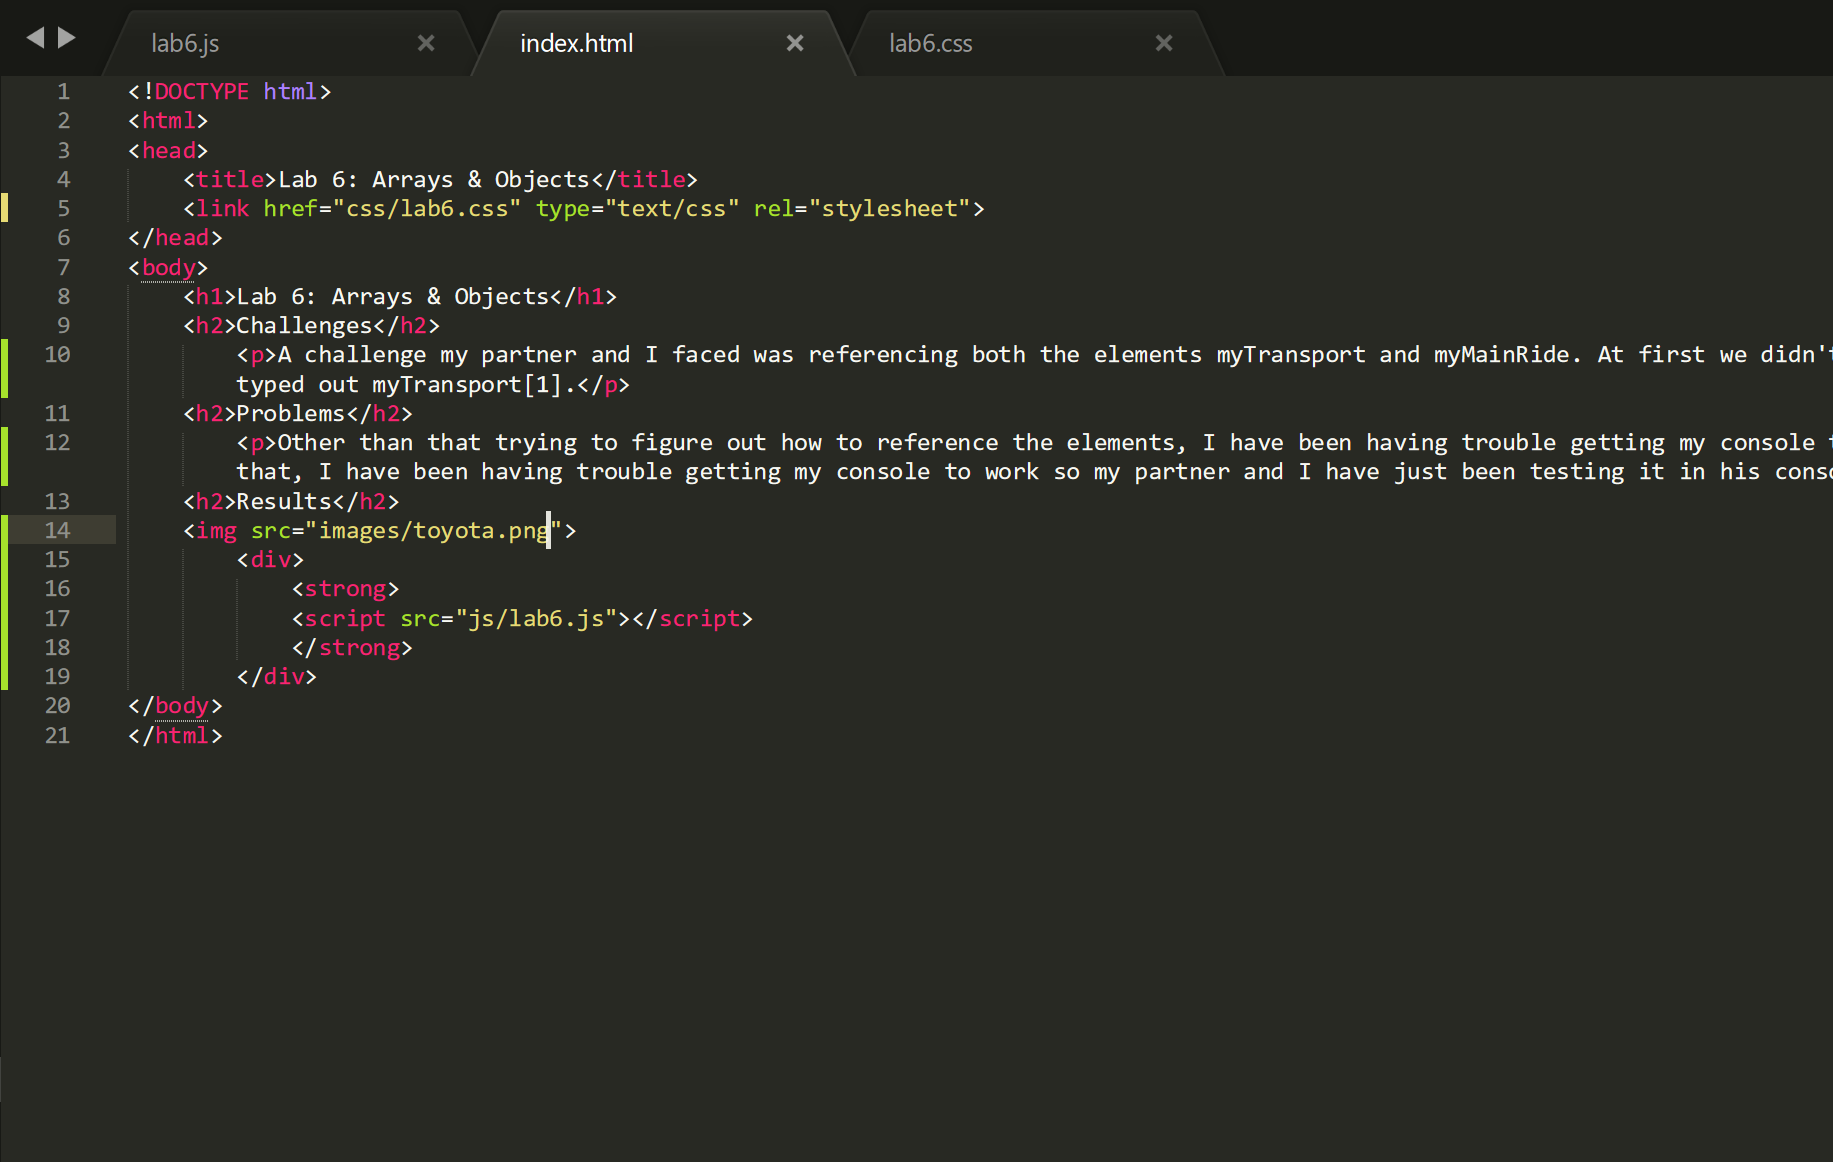 lab6.js
index.html
lab6.css
1 <!DOCTYPE html>
2 <html>
3 <head>
4 <title>Lab 6: Arrays & Objects</title>
5 <link href="css/lab6.css" type="text/css" rel="stylesheet">
6 </head>
7 <body>
8 <h1>Lab 6: Arrays & Objects</h1>
9 <h2>Challenges</h2>
10 <p>A challenge my partner and I faced was referencing both the elements myTransport and myMainRide. At first we
typed out myTransport[1].</p>
11 <h2>Problems</h2>
12 <p>Other than that trying to figure out how to reference the elements, I have been having trouble getting my console
that, I have been having trouble getting my console to work so my partner and I have just been testing it in his
13 <h2>Results</h2>
14 <img src="images/toyota.png">
15 <div>
16 <strong>
17 <script src="js/lab6.js"></script>
18 </strong>
19 </div>
20 </body>
21 </html>